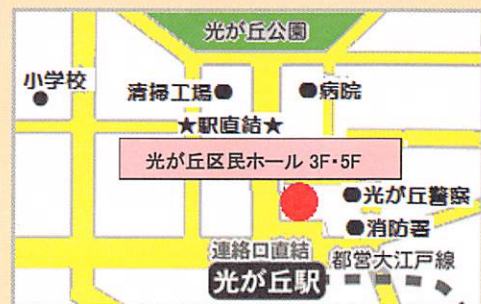 光が丘公園
小学校
清掃工場
病院
★駅直結★
光が丘区民ホール 3F・5F
光が丘警察
消防署
連絡口直結
都営大江戸線
光が丘駅